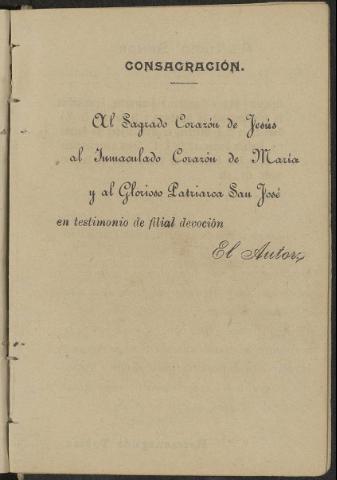 CONSAGRACIÓN.
Al Sagrado Corazón de Jesús
al Inmaculado Corazón de María
y al Glorioso Patriarca San José
en testimonio de filial devoción
El Autor